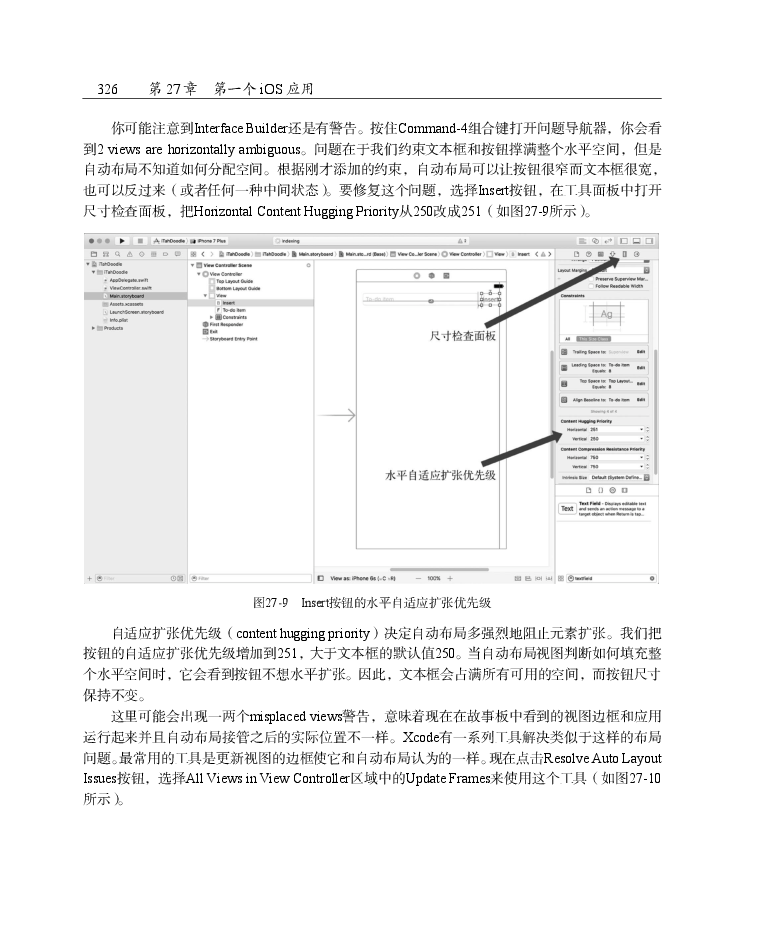 326 第27章 第一个 iOS 应用
你可能注意到Interface Builder还是有警告。按住Command-4组合键打开问题导航器，你会看
到2 views are horizontally ambiguous。问题在于我们约束文本框和按钮撑满整个水平空间，但是
自动布局不知道如何分配空间。根据刚才添加的约束，自动布局可以让按钮很窄而文本框很宽，
也可以反过来（或者任何一种中间状态）。要修复这个问题，选择Insert按钮，在工具面板中打开
尺寸检查面板，把Horizontal Content Hugging Priority从250改成251（如图27-9所示）。
iTahDoodle
iPhone 7 Plus
Indexing
iTahDoodle
iTahDoodle
AppDelegate.swift
ViewController.swift
Main.storyboard
Assets.xcassets
LaunchScreen.storyboard
Info.plist
Products
iTahDoodle
iTahDoodle
Main.storyboard
Main.sto...rd (Base)
View Co...ler Scene
View Controller
View
Insert
View Controller Scene
View Controller
Top Layout Guide
Bottom Layout Guide
View
Insert
To-do Item
Constraints
First Responder
Exit
Storyboard Entry Point
To-do Item
Insert
尺寸检查面板
水平自适应扩张优先级
Layout Margins
Preserve Superview Mar...
Follow Readable Width
Constraints
Ag
All This Size Class
Trailing Space to: Superview Edit
Leading Space to: To-do Item Edit
Equals: 8
Top Space to: Top Layout... Edit
Equals: 8
Align Baseline to: To-do Item Edit
Showing 4 of 4
Content Hugging Priority
Horizontal 251
Vertical 250
Content Compression Resistance Priority
Horizontal 750
Vertical 750
Intrinsic Size Default (System Define...
Text
Text Field - Displays editable text
and sends an action message to a
target object when Return is tap...
Filter
Filter
View as: iPhone 6s (wC hR)
100%
textfield
图27-9 Insert按钮的水平自适应扩张优先级
自适应扩张优先级（content hugging priority）决定自动布局多强烈地阻止元素扩张。我们把
按钮的自适应扩张优先级增加到251，大于文本框的默认值250。当自动布局视图判断如何填充整
个水平空间时，它会看到按钮不想水平扩张。因此，文本框会占满所有可用的空间，而按钮尺寸
保持不变。
这里可能会出现一两个misplaced views警告，意味着现在在故事板中看到的视图边框和应用
运行起来并且自动布局接管之后的实际位置不一样。Xcode有一系列工具解决类似于这样的布局
问题。最常用的工具是更新视图的边框使它和自动布局认为的一样。现在点击Resolve Auto Layout
Issues按钮，选择All Views in View Controller区域中的Update Frames来使用这个工具（如图27-10
所示）。